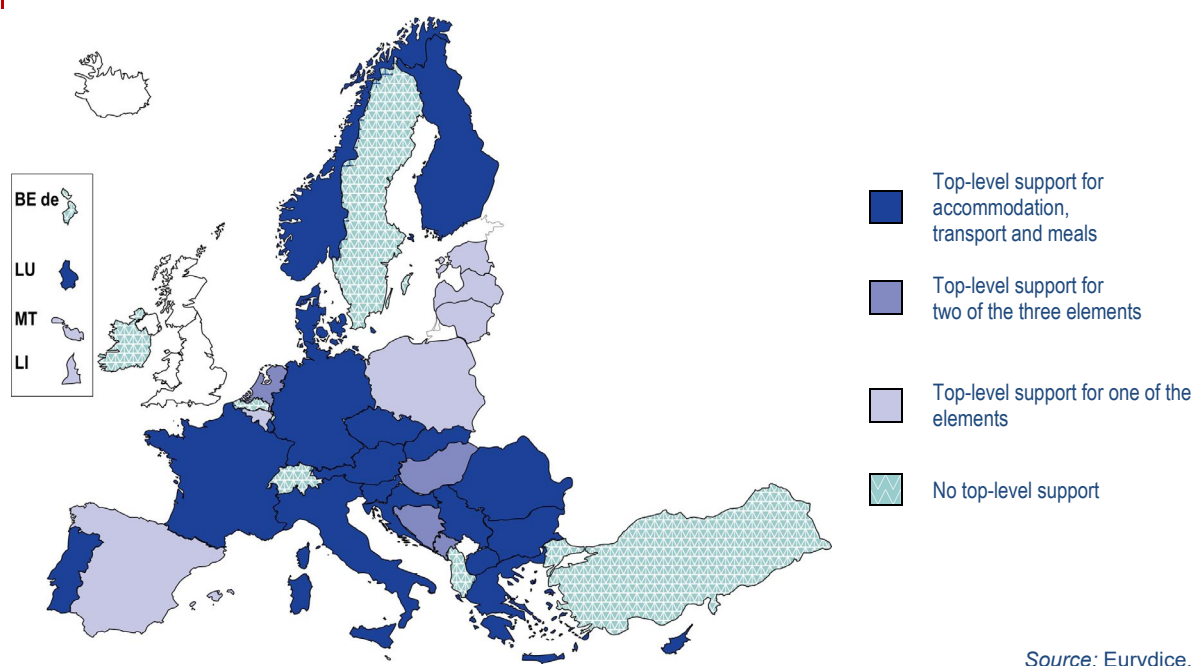 BE de
LU
MT
LI
Top-level support for
accommodation,
transport and meals
Top-level support for
two of the three elements
Top-level support for one of the
elements
No top-level support
Source: Eurydice.